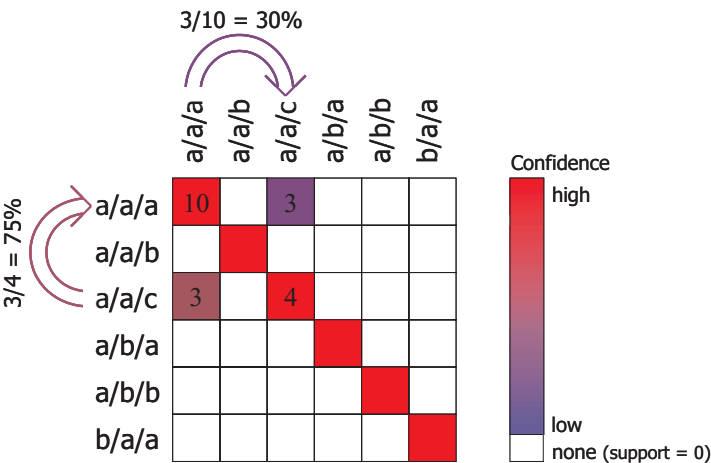 3/10 = 30%
a/a/a
a/a/b
a/a/c
a/b/a
a/b/b
b/a/a
3/4 = 75%
a/a/a 10 3
a/a/b
a/a/c 3 4
a/b/a
a/b/b
b/a/a
Confidence
high
low
none (support = 0)